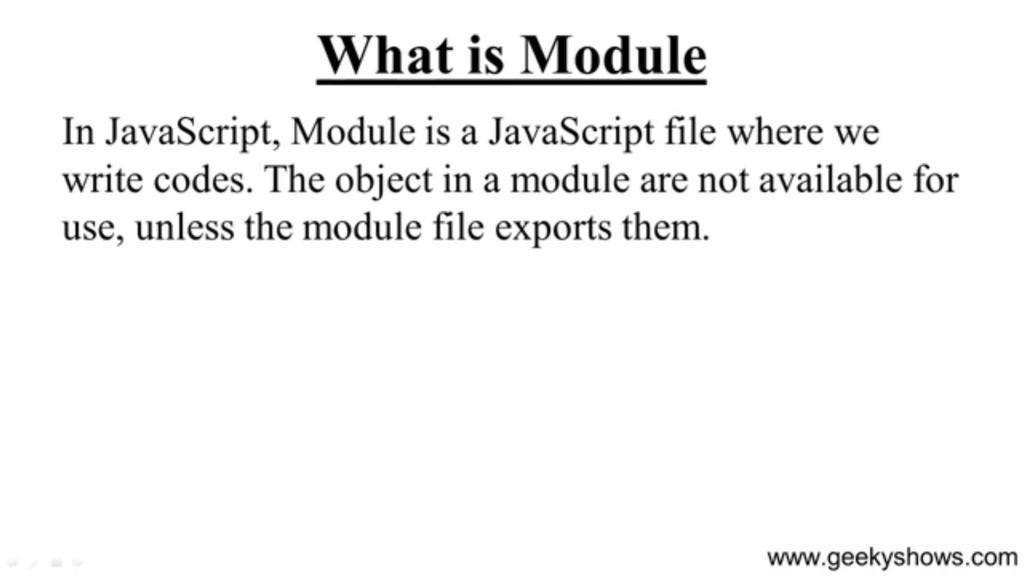 What is Module
In JavaScript, Module is a JavaScript file where we
write codes. The object in a module are not available for
use, unless the module file exports them.
www.geekyshows.com